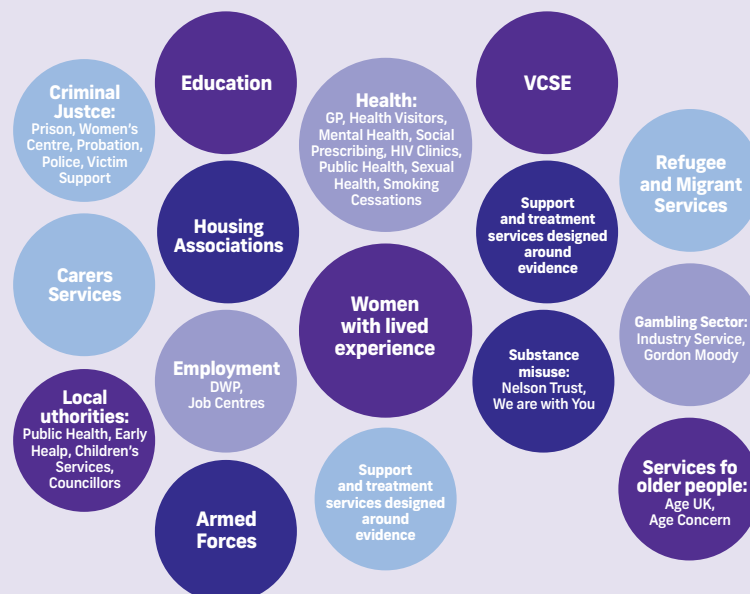 Criminal
Justce:
Prison, Women's
Centre, Probation,
Police, Victim
Support
Carers
Services
Local
uthorities:
Public Health, Early
Healp, Children's
Services,
Councillors
Education
Housing
Associations
Employment
DWP,
Job Centres
Armed
Forces
Health:
GP, Health Visitors,
Mental Health, Social
Prescribing, HIV Clinics,
Public Health, Sexual
Health, Smoking
Cessations
Women
with lived
experience
Support
and treatment
services designed
around
evidence
VCSE
Support
and treatment
services designed
around
evidence
Substance
misuse:
Nelson Trust,
We are with You
Refugee
and Migrant
Services
Gambling Sector:
Industry Service,
Gordon Moody
Services fo
older people:
Age UK,
Age Concern